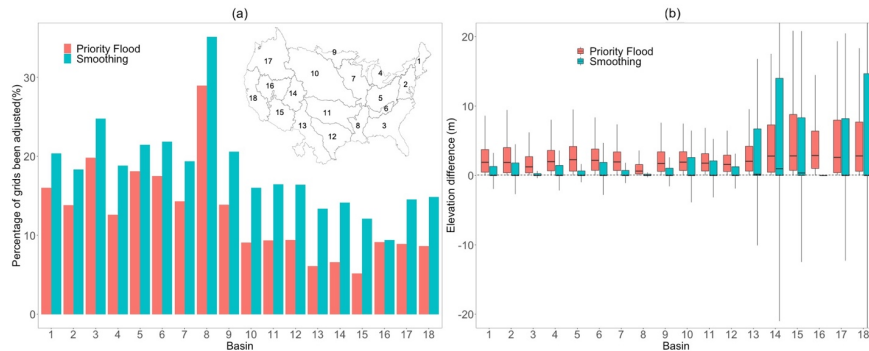 (a)
Percentage of grids been adjusted(%)
30
20
10
0
Priority Flood
Smoothing
1
2
3
4
5
6
7
8
9
10
11
12
13
14
15
16
17
18
1 2 3 4 5 6 7 8 9 10 11 12 13 14 15 16 17 18
Basin
(b)
Elevation difference (m)
20
10
0
-10
-20
Priority Flood
Smoothing
1 2 3 4 5 6 7 8 9 10 11 12 13 14 15 16 17 18
Basin